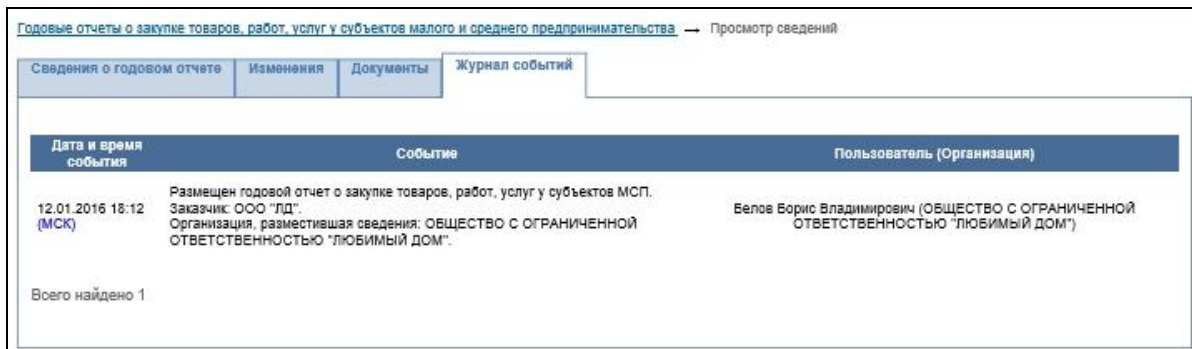 Годовые отчеты о закупке товаров, работ, услуг у субъектов малого и среднего предпринимательства → Просмотр сведений
Сведения о годовом отчете Изменения Документы Журнал событий
Дата и время события Событие Пользователь (Организация)
12.01.2016 18:12 (МСК)
Размещен годовой отчет о закупке товаров, работ, услуг у субъектов МСП.
Заказчик: ООО "ЛД".
Организация, разместившая сведения: ОБЩЕСТВО С ОГРАНИЧЕННОЙ
ОТВЕТСТВЕННОСТЬЮ "ЛЮБИМЫЙ ДОМ".
Белов Борис Владимирович (ОБЩЕСТВО С ОГРАНИЧЕННОЙ
ОТВЕТСТВЕННОСТЬЮ "ЛЮБИМЫЙ ДОМ")
Всего найдено 1